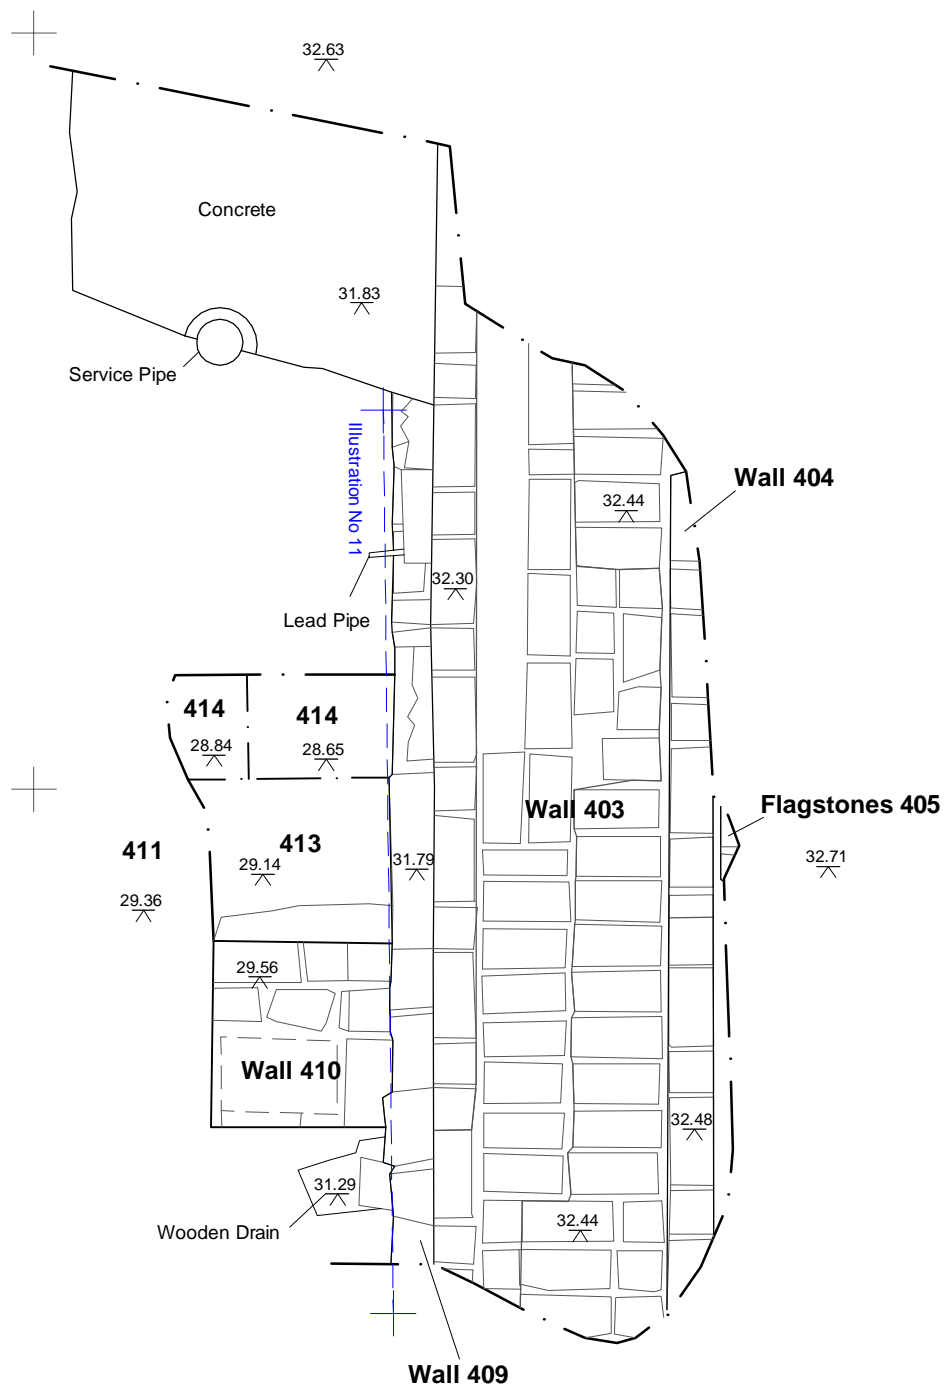 32.63
Concrete
31.83
Service Pipe
Illustration No 11
Wall 404
32.44
32.30
Lead Pipe
414
414
28.84
28.65
Wall 403
Flagstones 405
411
413
31.79
29.14
32.71
29.36
29.56
Wall 410
32.48
31.29
32.44
Wooden Drain
Wall 409